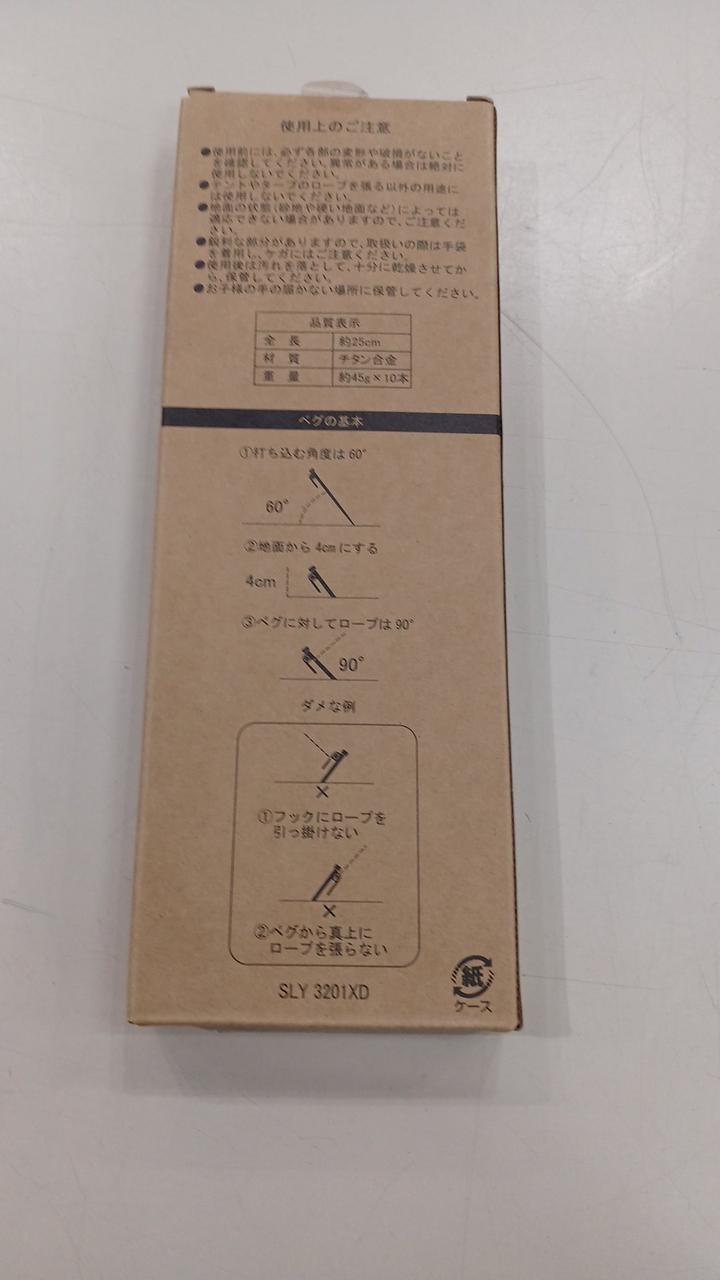 使用上のご注意
●使用前には、必ず各部の変形や破損がないこと
を確認してください。異常がある場合は絶対に
使用しないでください。
●テントやタープのロープを張る以外の用途に
は使用しないでください。
●地面の状態(砂地や硬い地面など)によっては
適応できない場合がありますので、ご注意くだ
さい。
●鋭利な部分がありますので、取扱いの際は手袋
を着用し、ケガにはご注意ください。
●使用後は汚れを落として、十分に乾燥させてか
ら、保管してください。
●お子様の手の届かない場所に保管してください。
品質表示
全 長 約25cm
材 質 チタン合金
重 量 約45g×10本
ペグの基本
①打ち込む角度は60°
60°
②地面から4cmにする
4cm
③ペグに対してロープは90°
90°
ダメな例
×
①フックにロープを
引っ掛けない
×
②ペグから真上に
ロープを張らない
SLY 3201XD
紙
ケース